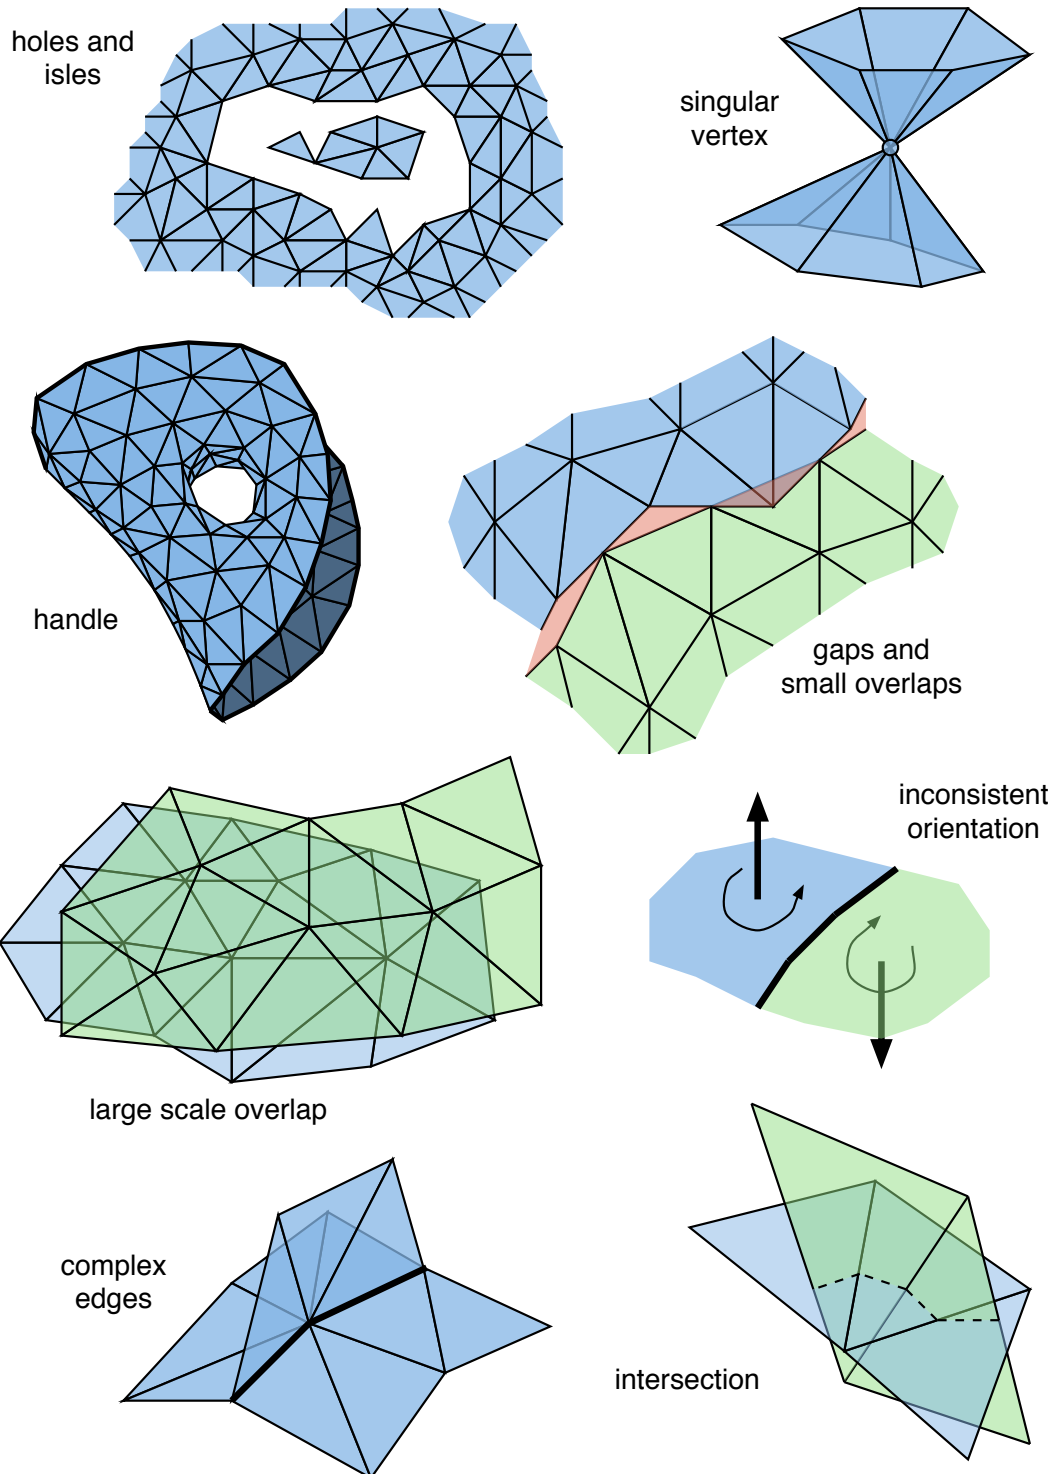 holes and
isles
singular
vertex
handle
gaps and
small overlaps
inconsistent
orientation
large scale overlap
complex
edges
intersection